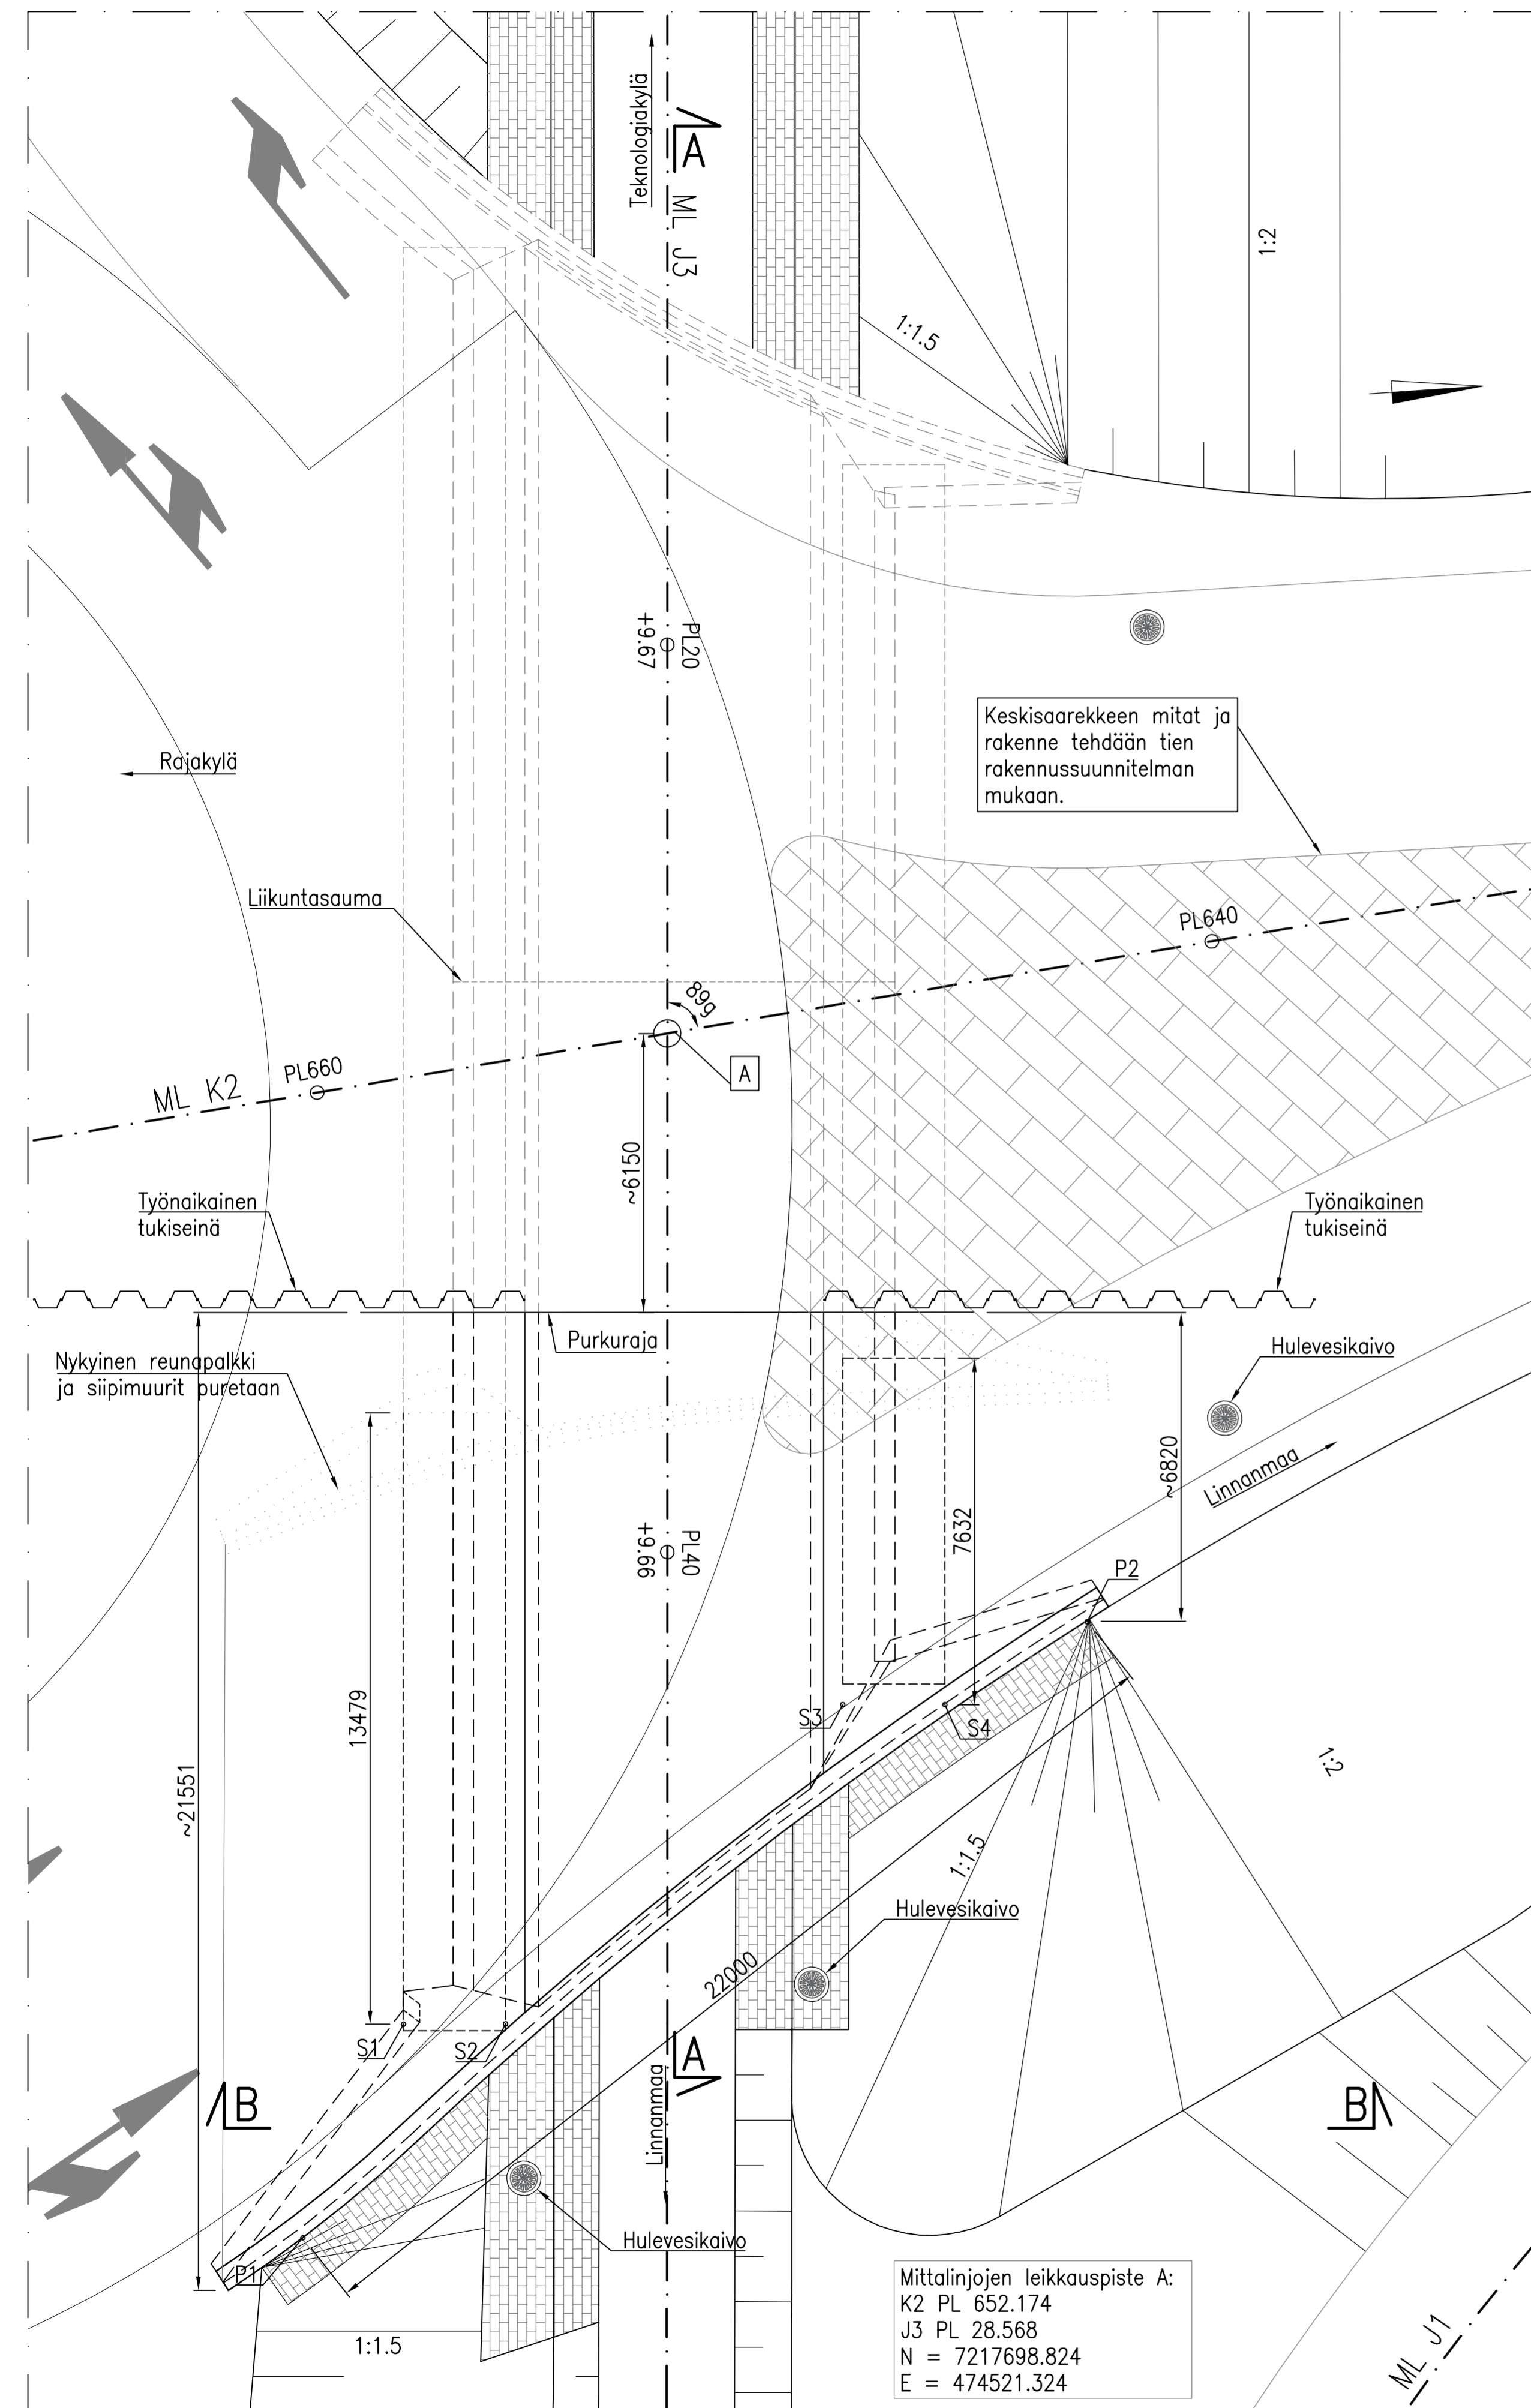 Teknologiakylä
A
ML J3
1:2
1:1.5
PL20
+9.67
Keskisaarekkeen mitat ja
rakenne tehdään tien
rakennussuunnitelman
mukaan.
Rajakylä
Liikuntasauma
PL640
89g
A
PL660
ML K2
~6150
Työnaikainen
tukiseinä
Työnaikainen
tukiseinä
Purkuraja
Hulevesikaivo
Nykyinen reunapalkki
ja siipimuurit puretaan
~6820
Linnanmaa
7632
PL40
+9.66
P2
13479
S3
S4
1:2
~21551
1:1.5
Hulevesikaivo
22000
S1
S2
A
B
B
Linnanmaa
Hulevesikaivo
P1
Mittalinjojen leikkauspiste A:
K2 PL 652.174
J3 PL 28.568
N = 7217698.824
E = 474521.324
1:1.5
ML J1